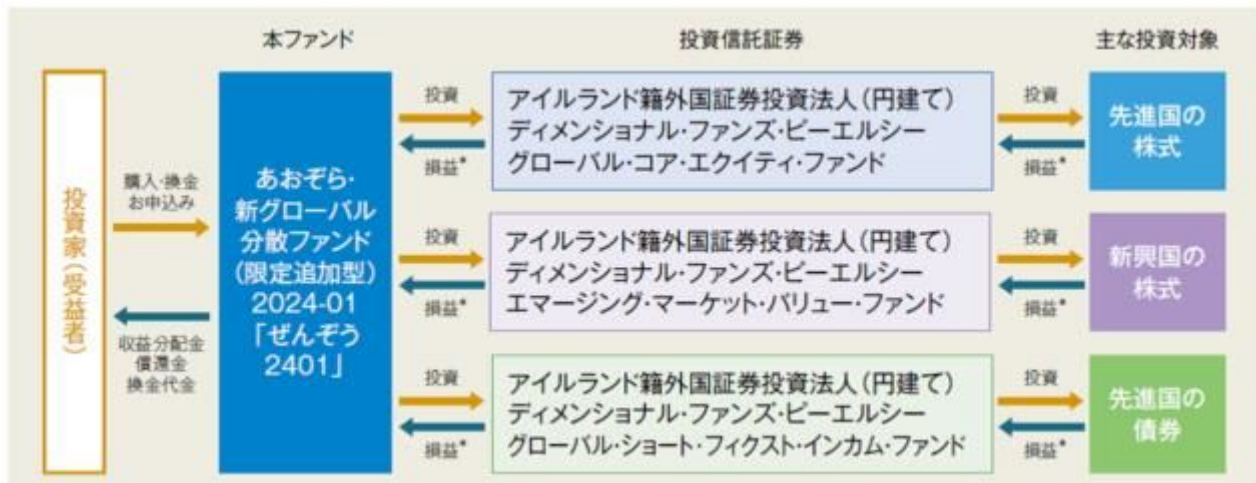 本ファンド
投資信託証券
主な投資対象
投資家(受益者)
購入・換金
お申込み
収益分配金
償還金
換金代金
あおぞら・
新グローバル
分散ファンド
(限定追加型)
2024-01
「ぜんぞう
2401」
投資
損益*
アイルランド籍外国証券投資法人(円建て)
ディメンショナル・ファンズ・ピーエルシー
グローバル・コア・エクイティ・ファンド
投資
損益*
先進国の
株式
投資
損益*
アイルランド籍外国証券投資法人(円建て)
ディメンショナル・ファンズ・ピーエルシー
エマージング・マーケット・バリュー・ファンド
投資
損益*
新興国の
株式
投資
損益*
アイルランド籍外国証券投資法人(円建て)
ディメンショナル・ファンズ・ピーエルシー
グローバル・ショート・フィクスト・インカム・ファンド
投資
損益*
先進国の
債券